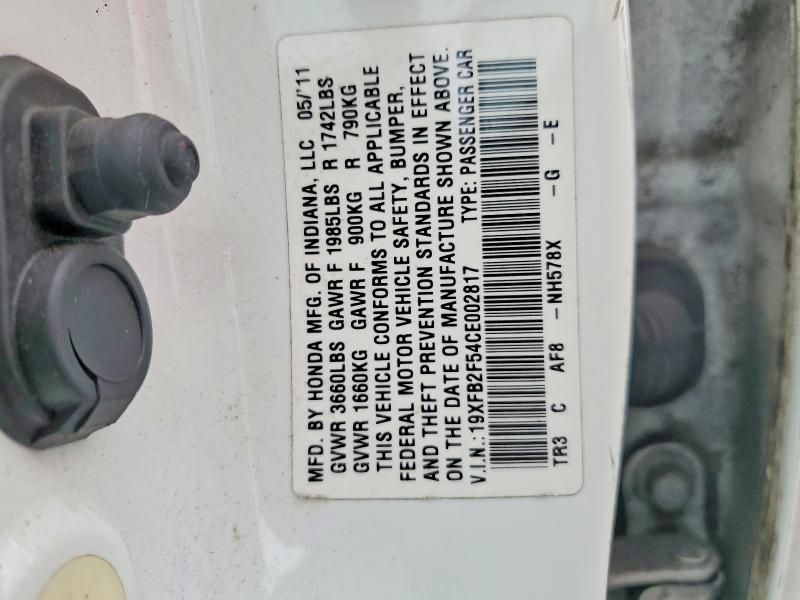 MFD. BY HONDA MFG. OF INDIANA, LLC 05/'11
GVWR 3660LBS GAWR F 1985LBS R 1742LBS
GVWR 1660KG GAWR F 900KG R 790KG
THIS VEHICLE CONFORMS TO ALL APPLICABLE
FEDERAL MOTOR VEHICLE SAFETY, BUMPER,
AND THEFT PREVENTION STANDARDS IN EFFECT
ON THE DATE OF MANUFACTURE SHOWN ABOVE.
V.I.N.:19XFB2F54CE002817 TYPE: PASSENGER CAR
TR3 C AF8 -NH578X -G -E